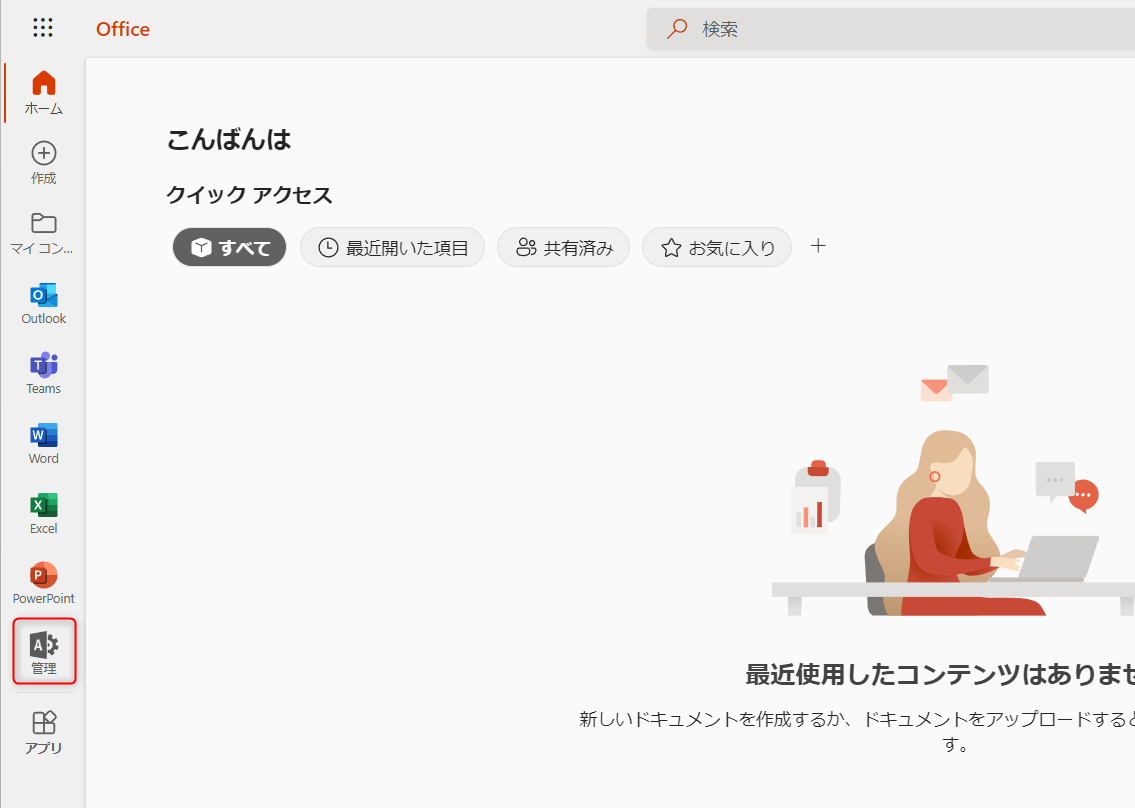 Office
検索
ホーム
作成
マイ コン...
Outlook
Teams
Word
Excel
PowerPoint
管理
アプリ
こんばんは
クイック アクセス
すべて
最近開いた項目
共有済み
お気に入り
最近使用したコンテンツはありませ
新しいドキュメントを作成するか、ドキュメントをアップロードすると
す。